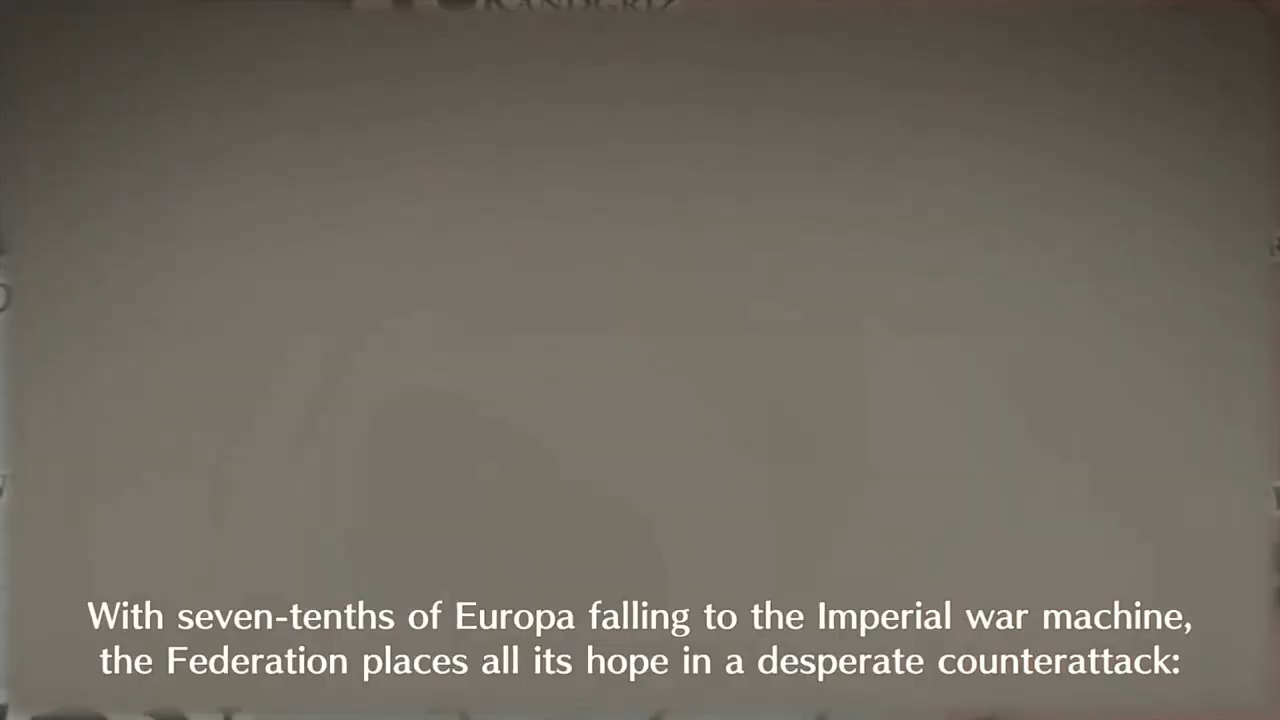 With seven-tenths of Europa falling to the Imperial war machine,
the Federation places all its hope in a desperate counterattack: